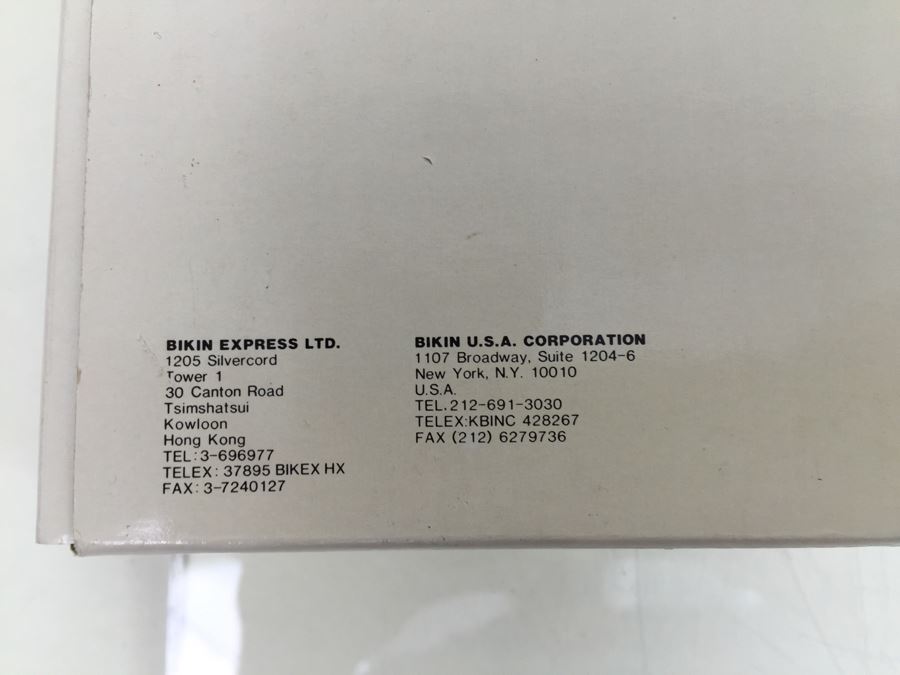 BIKIN EXPRESS LTD.
1205 Silvercord
Tower 1
30 Canton Road
Tsimshatsui
Kowloon
Hong Kong
TEL:3-696977
TELEX: 37895 BIKEX HX
FAX: 3-7240127
BIKIN U.S.A. CORPORATION
1107 Broadway, Suite 1204-6
New York, N.Y. 10010
U.S.A.
TEL.212-691-3030
TELEX:KBINC 428267
FAX (212) 6279736